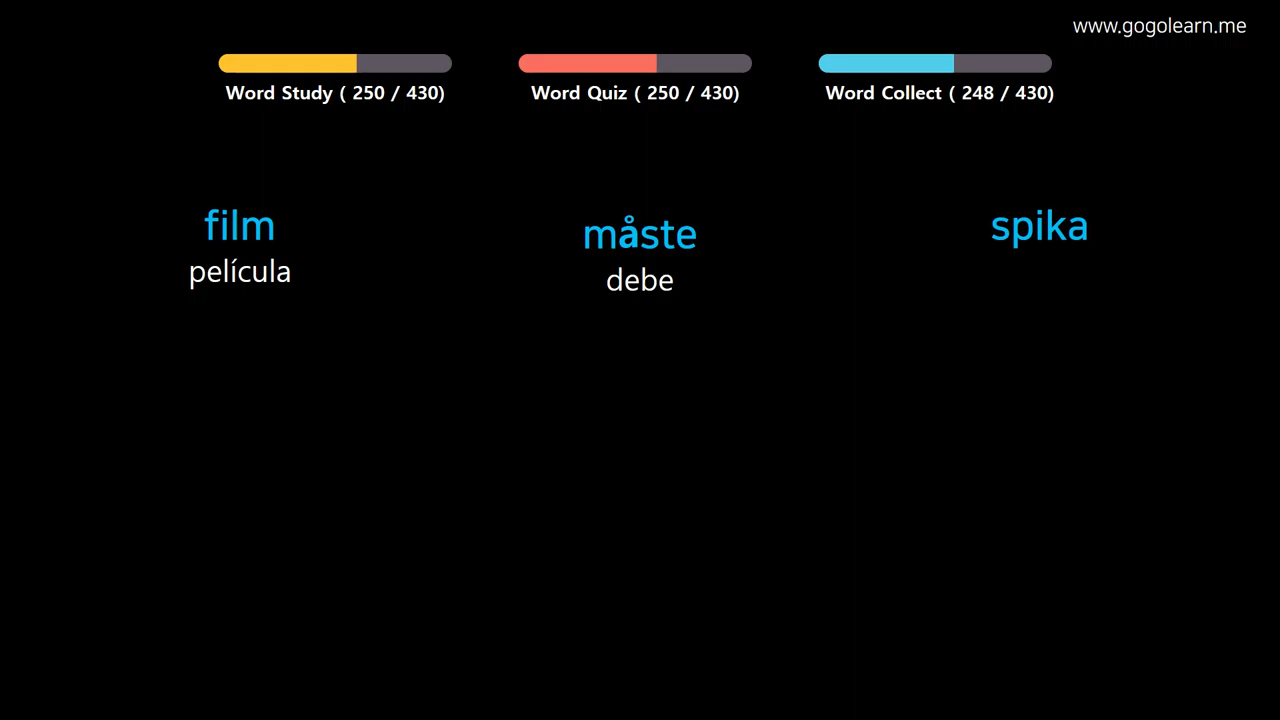 www.gogolearn.me
Word Study ( 250 / 430)
Word Quiz ( 250 / 430)
Word Collect ( 248 / 430)
film
película
måste
debe
spika